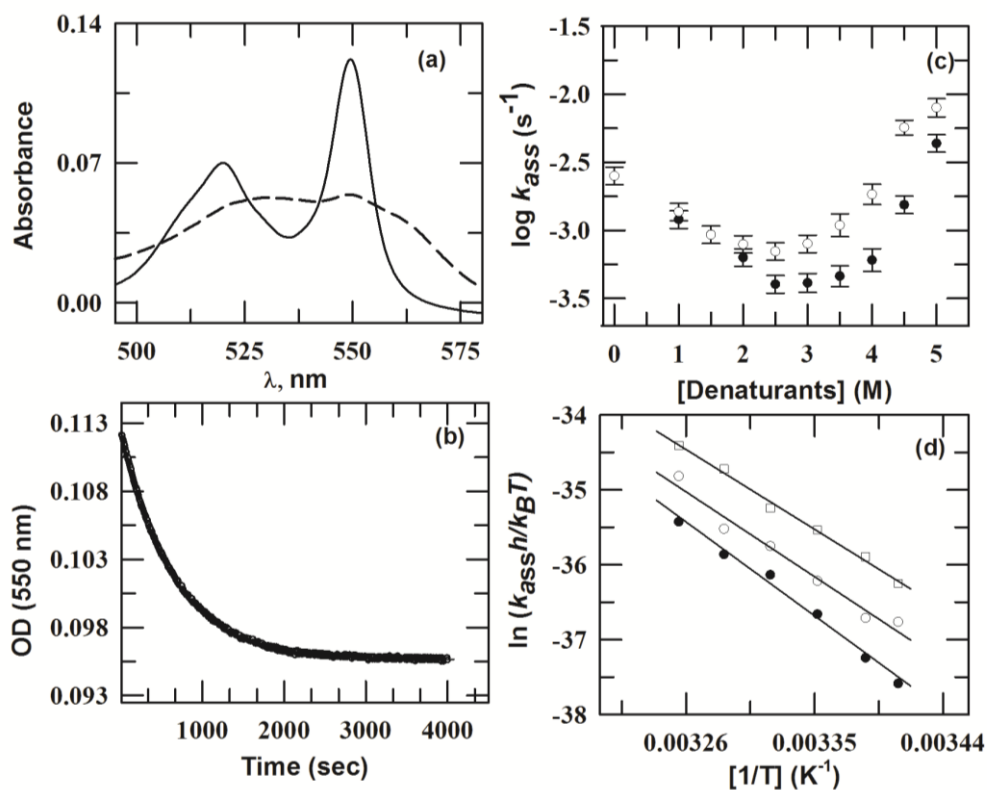 0.14
(a)
0.07
0.00
Absorbance
500
525
550
575
λ, nm
-1.5
(c)
-2.0
-2.5
-3.0
-3.5
log kass (s-1)
0
1
2
3
4
5
[Denaturants] (M)
0.113
(b)
0.108
0.103
0.098
0.093
OD (550 nm)
1000
2000
3000
4000
Time (sec)
-34
(d)
-35
-36
-37
-38
ln (kassh/kBT)
0.00326
0.00335
0.00344
[1/T] (K-1)